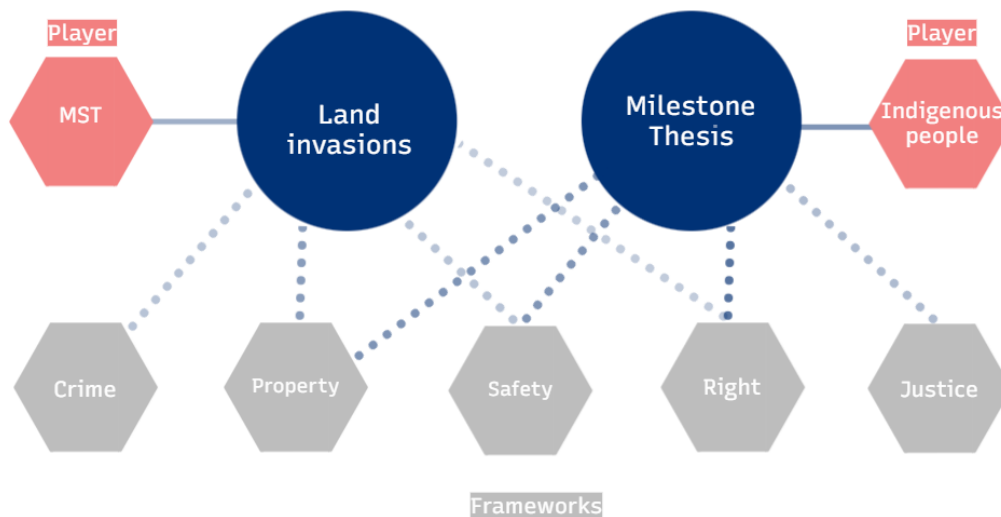 Player
Player
MST
Land
invasions
Milestone
Thesis
Indigenous
people
Crime
Property
Safety
Right
Justice
Frameworks